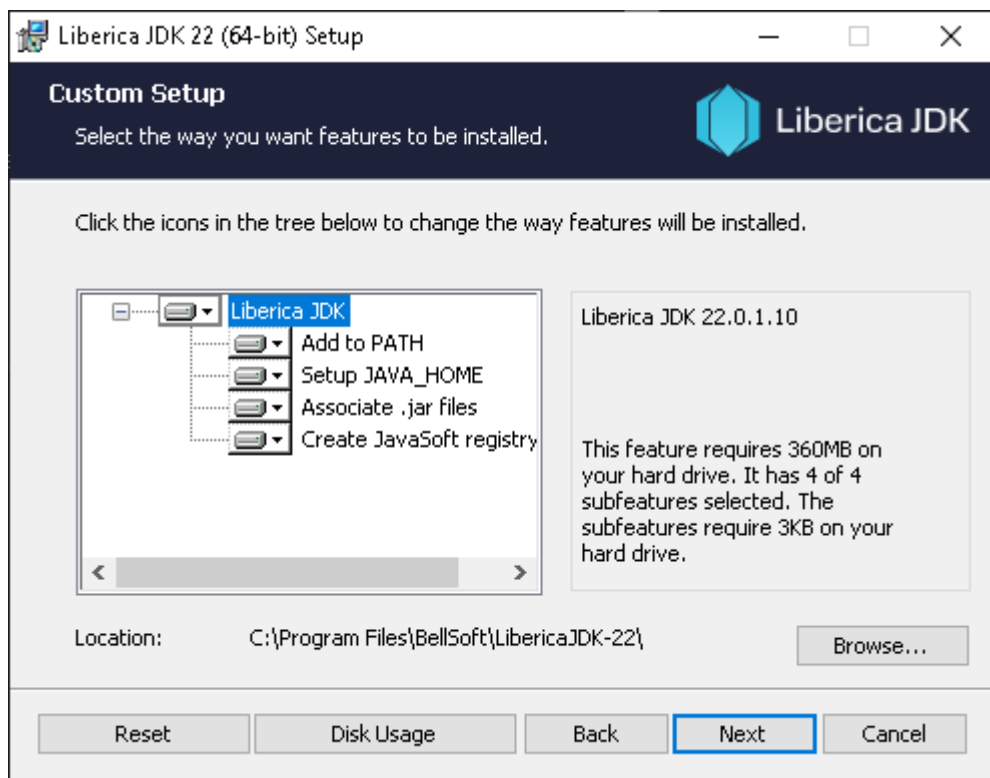 Liberica JDK 22 (64-bit) Setup
Custom Setup
Select the way you want features to be installed.
Liberica JDK
Click the icons in the tree below to change the way features will be installed.
Liberica JDK
Add to PATH
Setup JAVA_HOME
Associate .jar files
Create JavaSoft registry
Liberica JDK 22.0.1.10
This feature requires 360MB on
your hard drive. It has 4 of 4
subfeatures selected. The
subfeatures require 3KB on your
hard drive.
Location: C:\Program Files\BellSoft\LibericaJDK-22\
Browse...
Reset Disk Usage Back Next Cancel